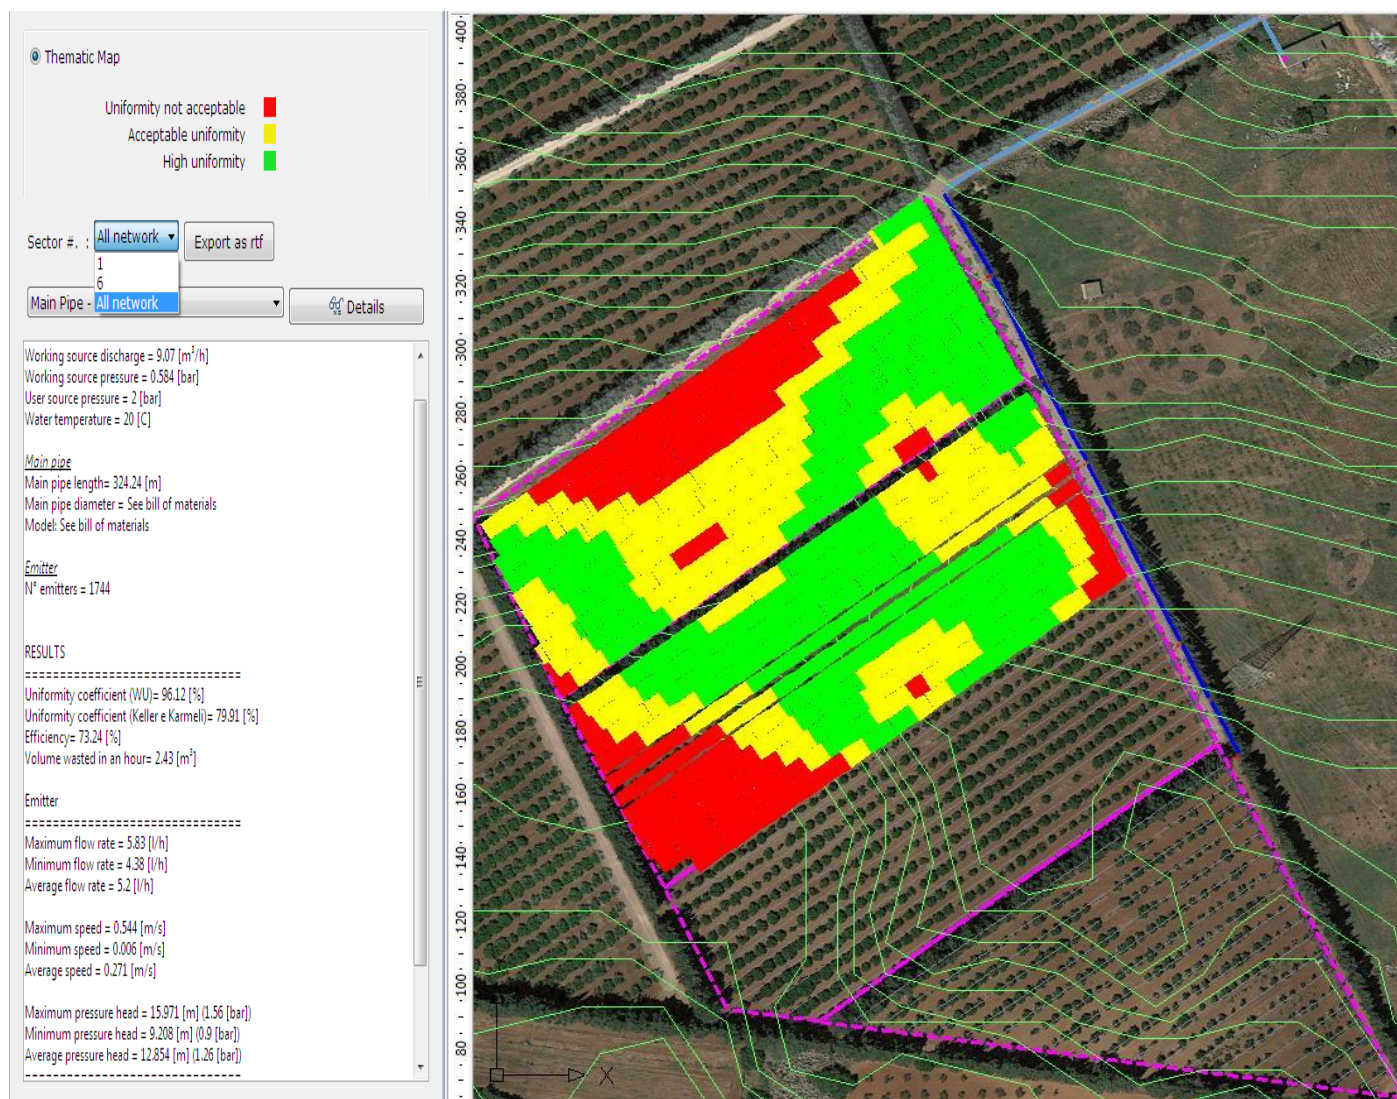 Thematic Map
Uniformity not acceptable
Acceptable uniformity
High uniformity
Sector #. :
All network
Export as rtf
1
6
All network
Main Pipe -
Details
Working source discharge = 9.07 [m³/h]
Working source pressure = 0.584 [bar]
User source pressure = 2 [bar]
Water temperature = 20 [C]
Main pipe
Main pipe length= 324.24 [m]
Main pipe diameter = See bill of materials
Model: See bill of materials
Emitter
N° emitters = 1744
RESULTS
===============================
Uniformity coefficient (WU)= 96.12 [%]
Uniformity coefficient (Keller e Karmeli)= 79.91 [%]
Efficiency= 73.24 [%]
Volume wasted in an hour= 2.43 [m³]
Emitter
===============================
Maximum flow rate = 5.83 [l/h]
Minimum flow rate = 4.38 [l/h]
Average flow rate = 5.2 [l/h]
Maximum speed = 0.544 [m/s]
Minimum speed = 0.006 [m/s]
Average speed = 0.271 [m/s]
Maximum pressure head = 15.971 [m] (1.56 [bar])
Minimum pressure head = 9.208 [m] (0.9 [bar])
Average pressure head = 12.854 [m] (1.26 [bar])
-------------------------------
400
380
360
340
320
300
280
260
240
220
200
180
160
140
120
100
80
X